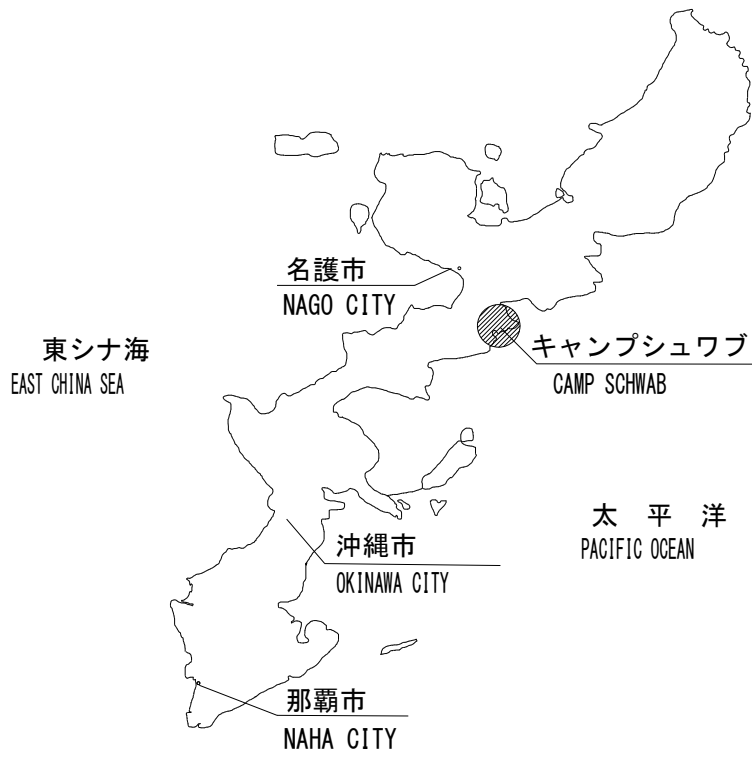 名護市
NAGO CITY
東シナ海
EAST CHINA SEA
キャンプシュワブ
CAMP SCHWAB
太 平 洋
PACIFIC OCEAN
沖縄市
OKINAWA CITY
那覇市
NAHA CITY